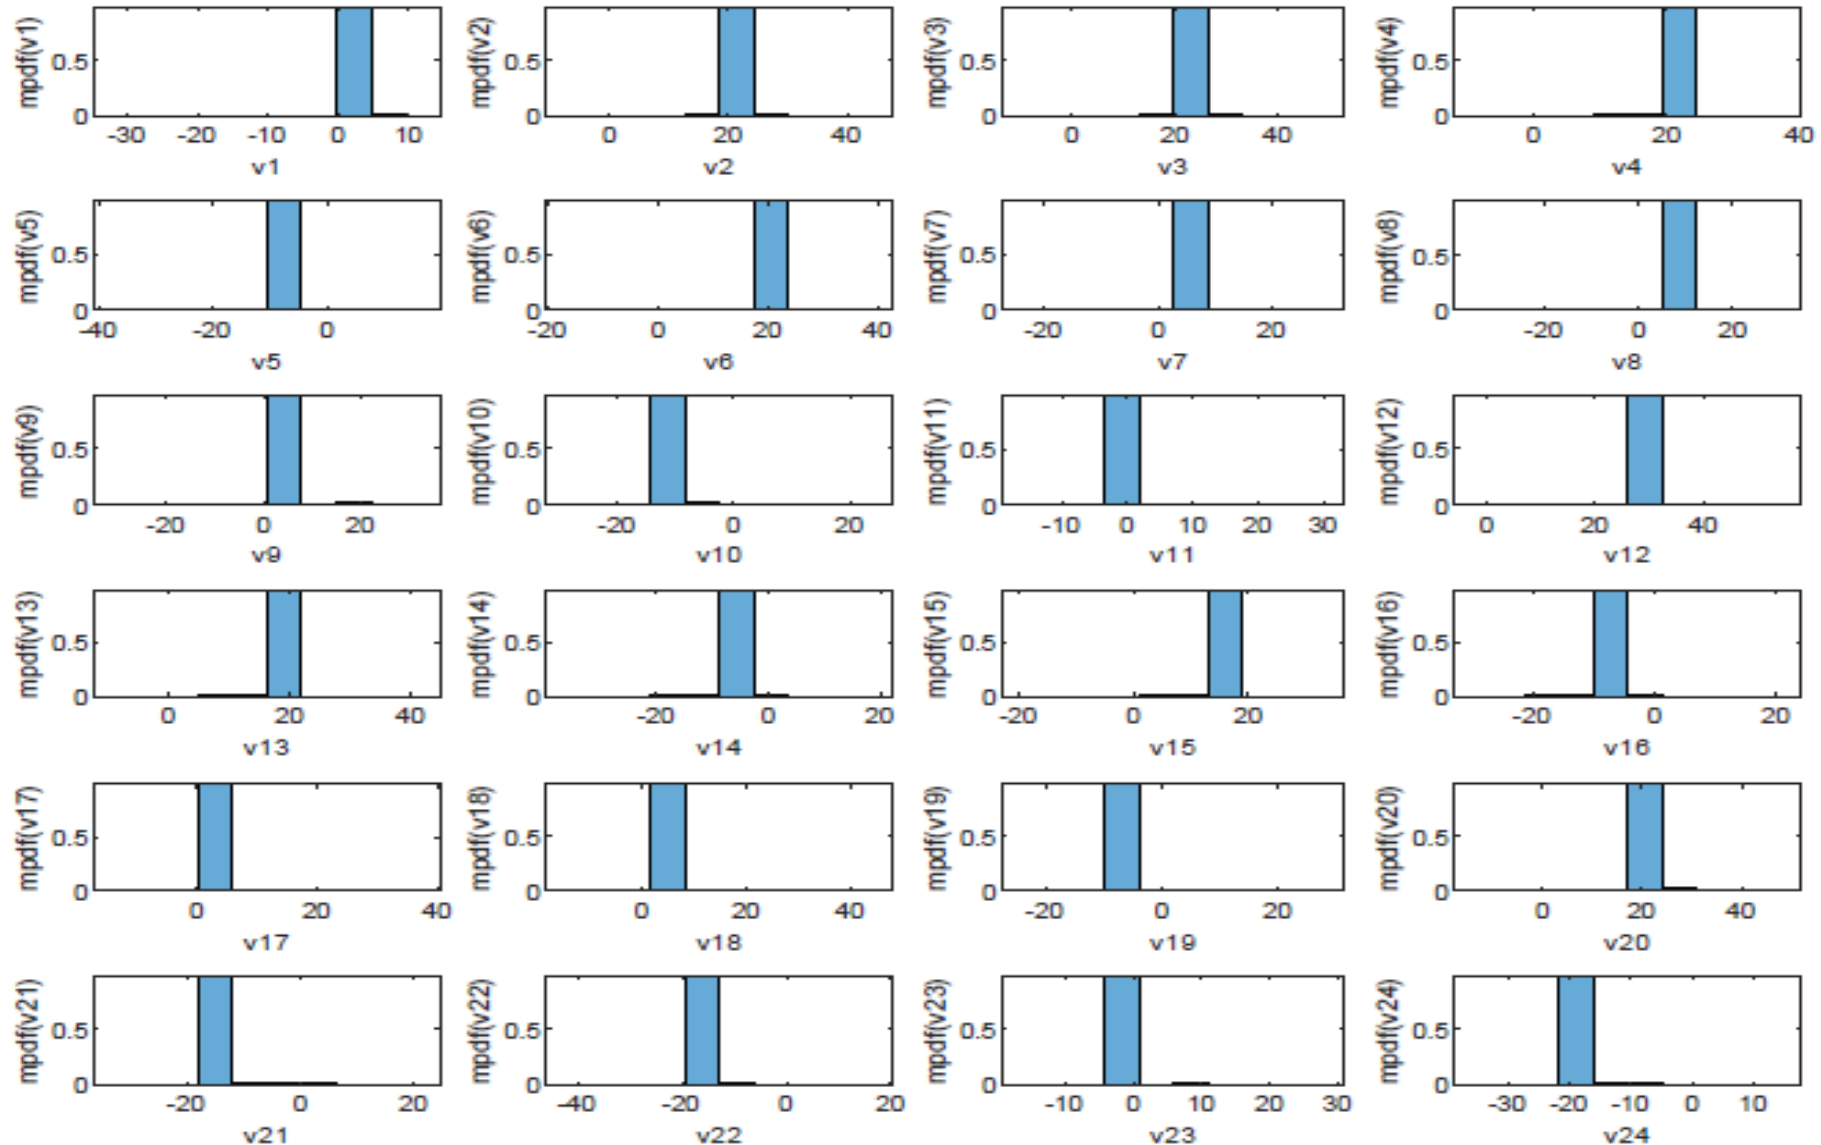 mpdf(v1) 0.5 0 -30 -20 -10 0 10 v1
mpdf(v2) 0.5 0 0 20 40 v2
mpdf(v3) 0.5 0 0 20 40 v3
mpdf(v4) 0.5 0 0 20 40 v4
mpdf(v5) 0.5 0 -40 -20 0 v5
mpdf(v6) 0.5 0 -20 0 20 40 v6
mpdf(v7) 0.5 0 -20 0 20 v7
mpdf(v8) 0.5 0 -20 0 20 v8
mpdf(v9) 0.5 0 -20 0 20 v9
mpdf(v10) 0.5 0 -20 0 20 v10
mpdf(v11) 0.5 0 -10 0 10 20 30 v11
mpdf(v12) 0.5 0 0 20 40 v12
mpdf(v13) 0.5 0 0 20 40 v13
mpdf(v14) 0.5 0 -20 0 20 v14
mpdf(v15) 0.5 0 -20 0 20 v15
mpdf(v16) 0.5 0 -20 0 20 v16
mpdf(v17) 0.5 0 0 20 40 v17
mpdf(v18) 0.5 0 0 20 40 v18
mpdf(v19) 0.5 0 -20 0 20 v19
mpdf(v20) 0.5 0 0 20 40 v20
mpdf(v21) 0.5 0 -20 0 20 v21
mpdf(v22) 0.5 0 -40 -20 0 20 v22
mpdf(v23) 0.5 0 -10 0 10 20 30 v23
mpdf(v24) 0.5 0 -30 -20 -10 0 10 v24